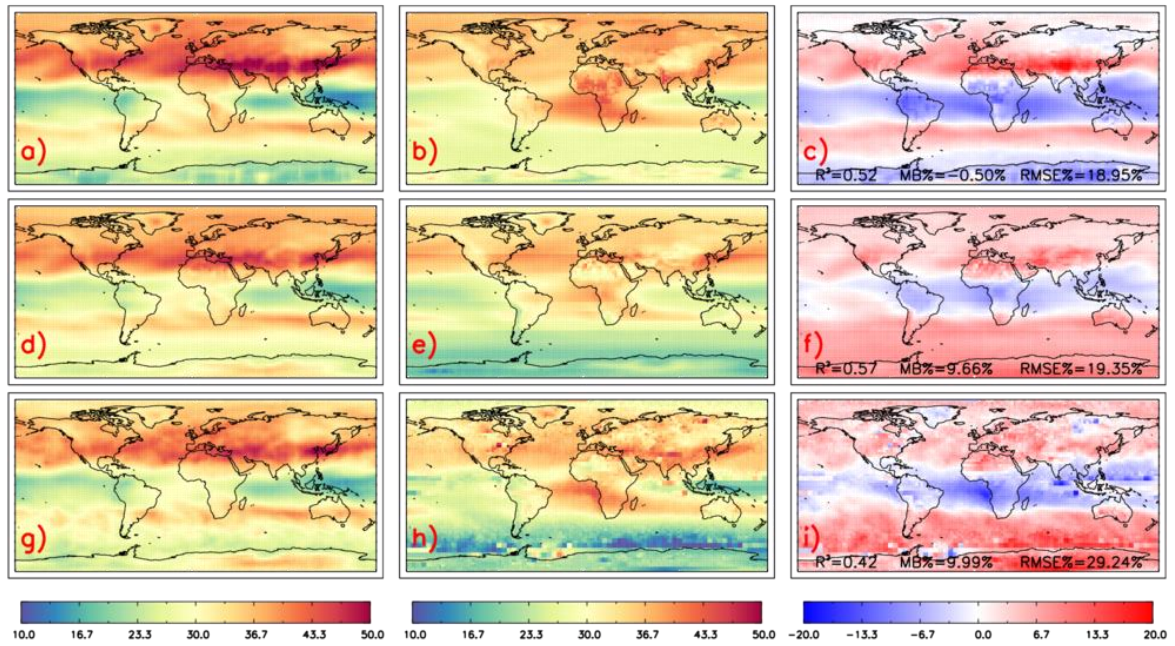 a)
b)
c)
R²=0.52 MB%= -0.50% RMSE%=18.95%
d)
e)
f)
R²=0.57 MB%=9.66% RMSE%=19.35%
g)
h)
i)
R²=0.42 MB%=9.99% RMSE%=29.24%
10.0 16.7 23.3 30.0 36.7 43.3 50.0
10.0 16.7 23.3 30.0 36.7 43.3 50.0
-20.0 -13.3 -6.7 0.0 6.7 13.3 20.0